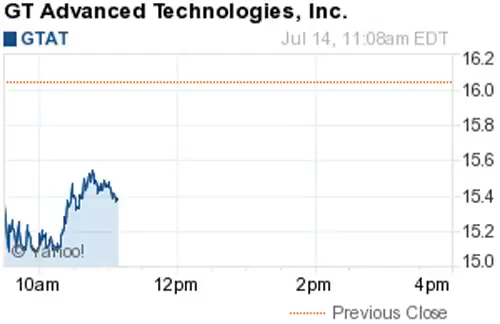 GT Advanced Technologies, Inc.
GTAT Jul 14, 11:08am EDT
16.2
16.0
15.8
15.6
15.4
15.2
15.0
© Yahoo!
10am 12pm 2pm 4pm
Previous Close